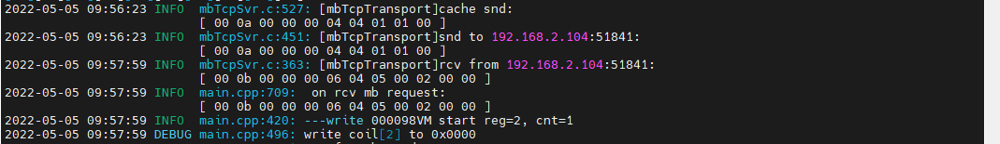 2022-05-05 09:56:23 INFO  mbTcpSvr.c:527: [mbTcpTransport]cache snd:
[ 00 0a 00 00 00 04 04 01 01 00 ]
2022-05-05 09:56:23 INFO  mbTcpSvr.c:451: [mbTcpTransport]snd to 192.168.2.104:51841:
[ 00 0a 00 00 00 04 04 01 01 00 ]
2022-05-05 09:57:59 INFO  mbTcpSvr.c:363: [mbTcpTransport]rcv from 192.168.2.104:51841:
[ 00 0b 00 00 00 06 04 05 00 02 00 00 ]
2022-05-05 09:57:59 INFO  main.cpp:709:  on rcv mb request:
[ 00 0b 00 00 00 06 04 05 00 02 00 00 ]
2022-05-05 09:57:59 INFO  main.cpp:420: ---write 000098VM start reg=2, cnt=1
2022-05-05 09:57:59 DEBUG main.cpp:496: write coil[2] to 0x0000